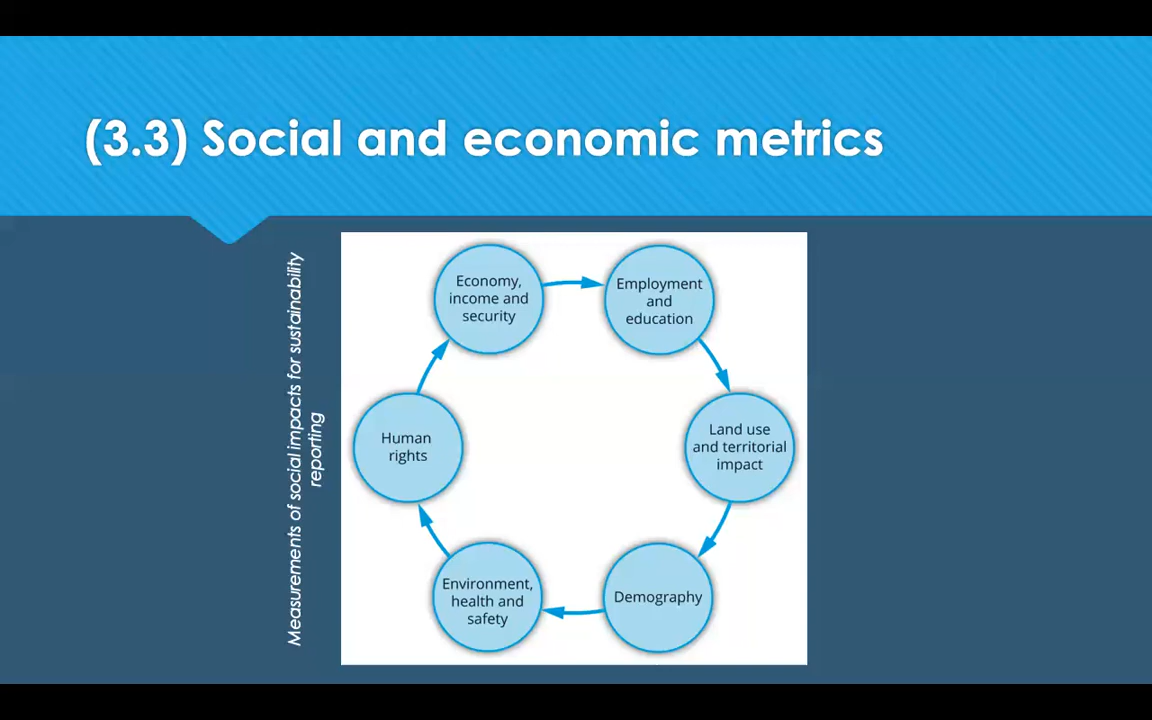 (3.3) Social and economic metrics
Measurements of social impacts for sustainability
reporting
Economy,
income and
security
Employment
and
education
Land use
and territorial
impact
Demography
Environment,
health and
safety
Human
rights